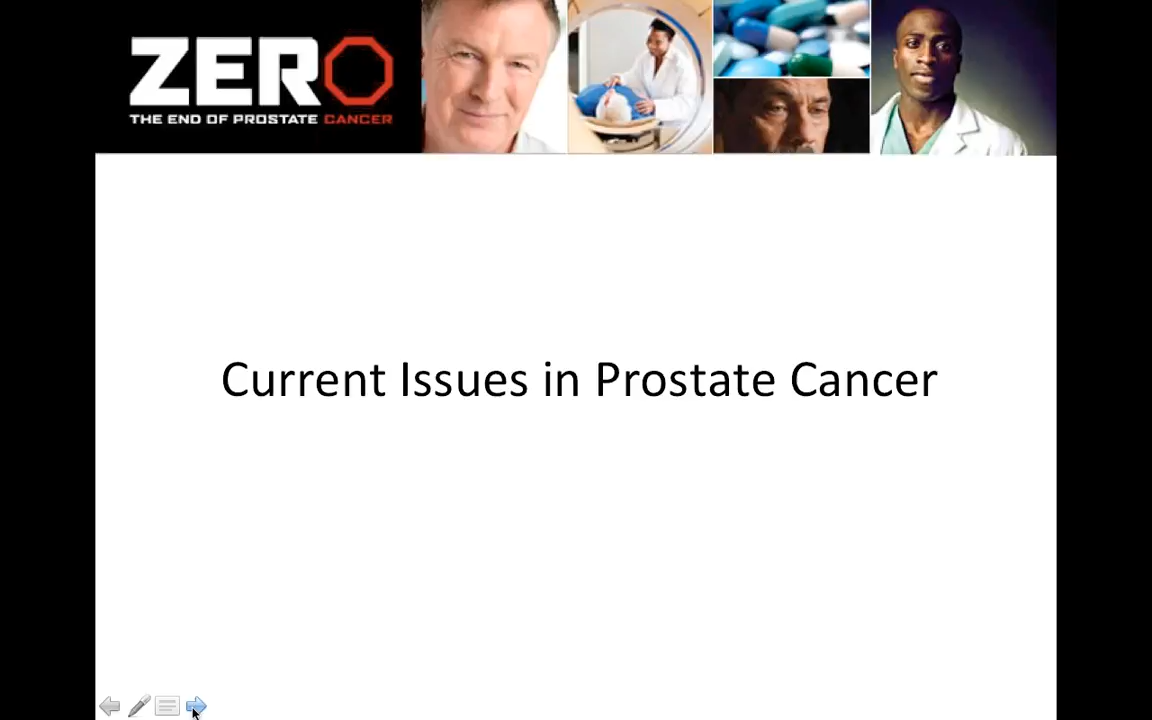 ZERO
THE END OF PROSTATE CANCER
Current Issues in Prostate Cancer